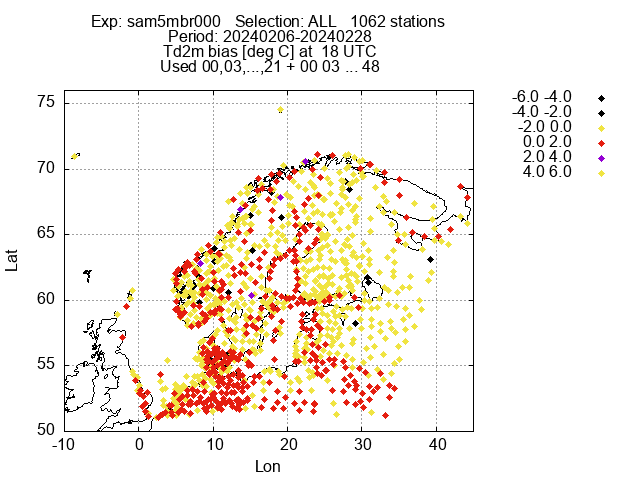 Exp: sam5mbr000   Selection: ALL   1062 stations
Period: 20240206-20240228
Td2m bias [deg C] at  18 UTC
Used 00,03,...,21 + 00 03 ... 48
-6.0 -4.0
-4.0 -2.0
-2.0 0.0
0.0 2.0
2.0 4.0
4.0 6.0
75
70
65
60
55
50
Lat
-10 0 10 20 30 40
Lon